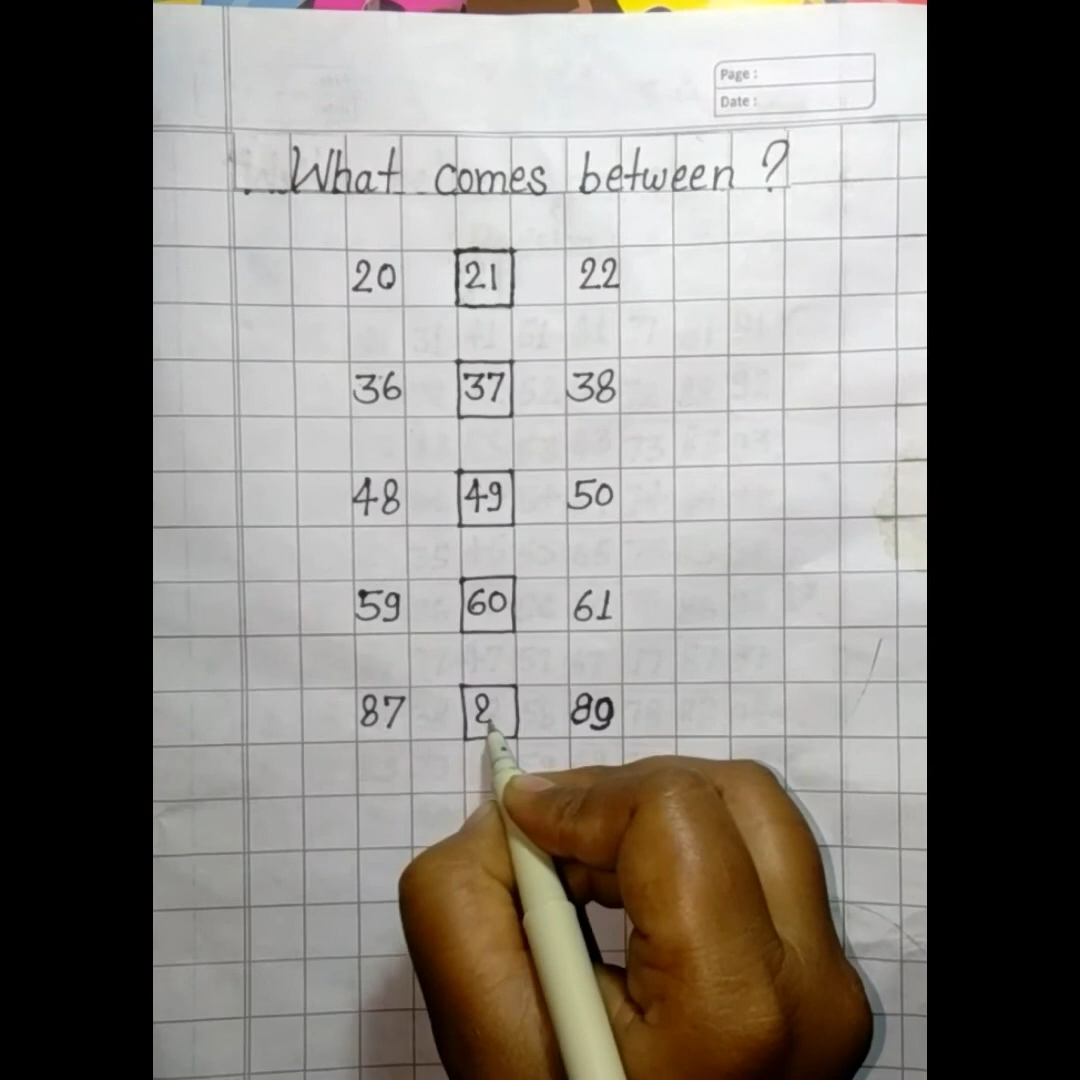 Page :
Date :
What comes between ?
20 21 22
36 37 38
48 49 50
59 60 61
87 8 89